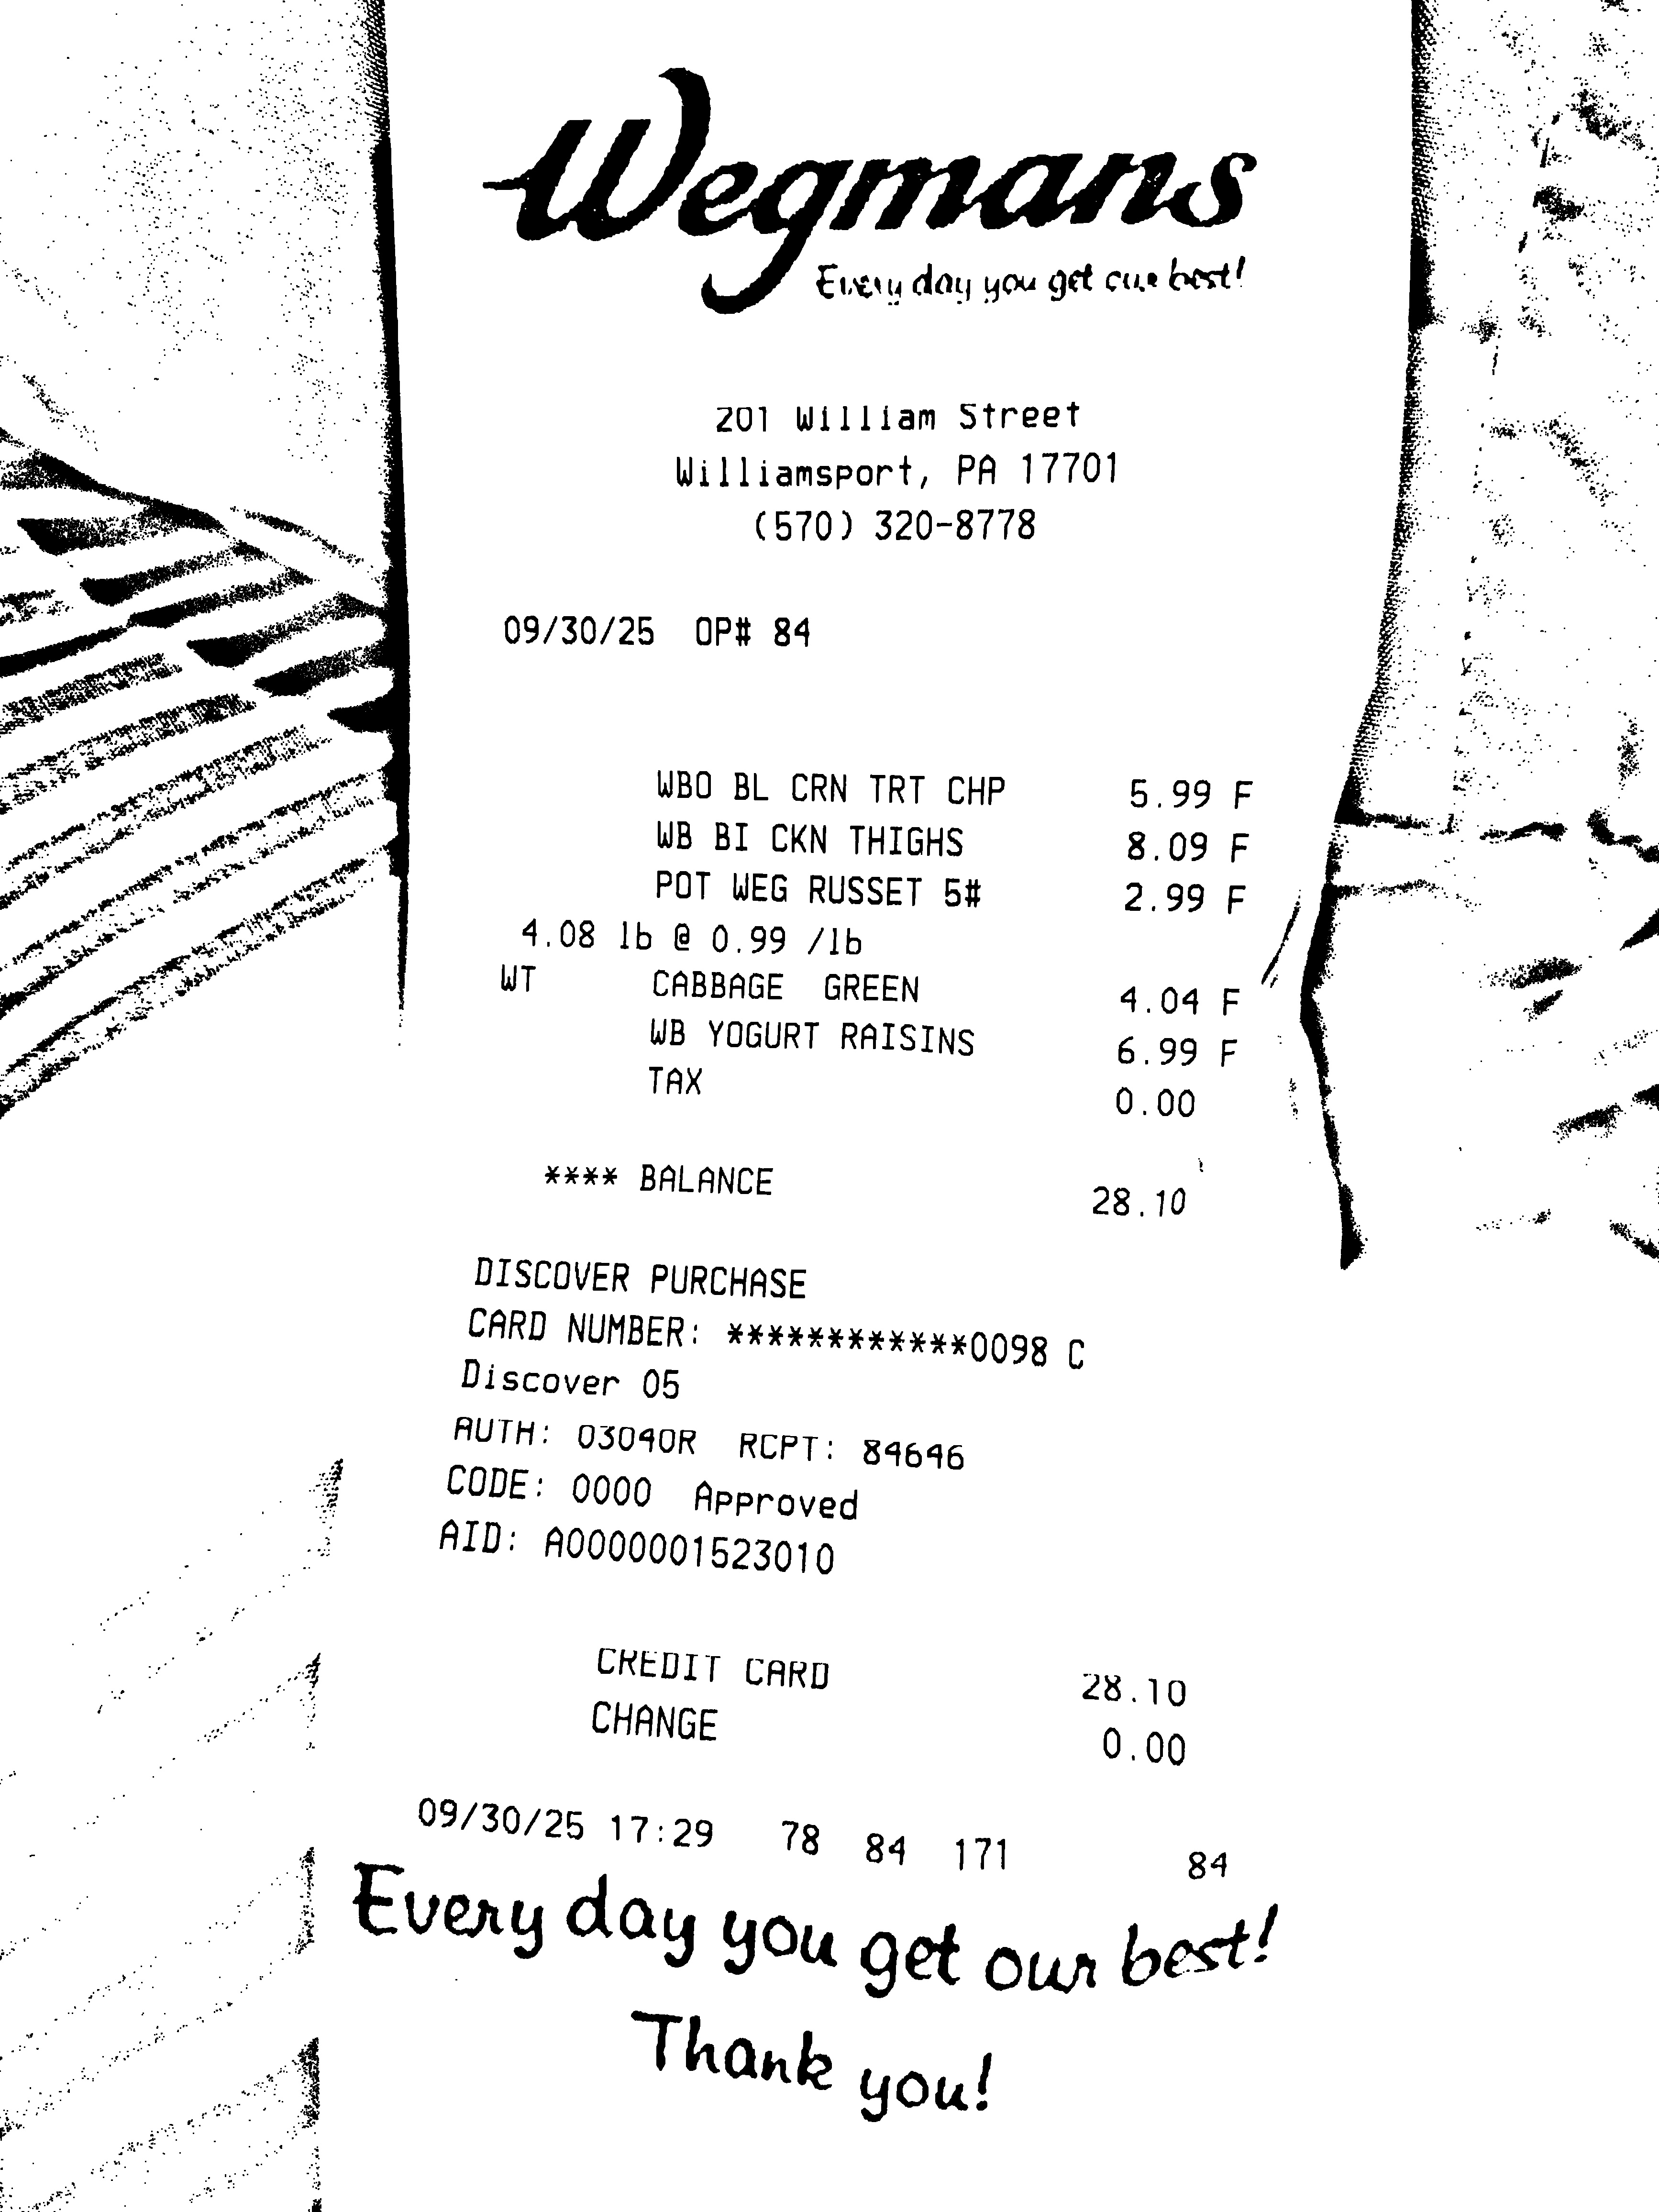 Wegmans
Every day you get our best!
201 William Street
Williamsport, PA 17701
(570) 320-8778
09/30/25 OP# 84
WBO BL CRN TRT CHP 5.99 F
WB BI CKN THIGHS 8.09 F
POT WEG RUSSET 5# 2.99 F
4.08 lb @ 0.99 /lb
WT CABBAGE GREEN 4.04 F
WB YOGURT RAISINS 6.99 F
TAX 0.00
**** BALANCE 28.10
DISCOVER PURCHASE
CARD NUMBER: ************0098 C
Discover 05
AUTH: 03040R RCPT: 84646
CODE: 0000 Approved
AID: A0000001523010
CREDIT CARD 28.10
CHANGE 0.00
09/30/25 17:29 78 84 171 84
Every day you get our best!
Thank you!